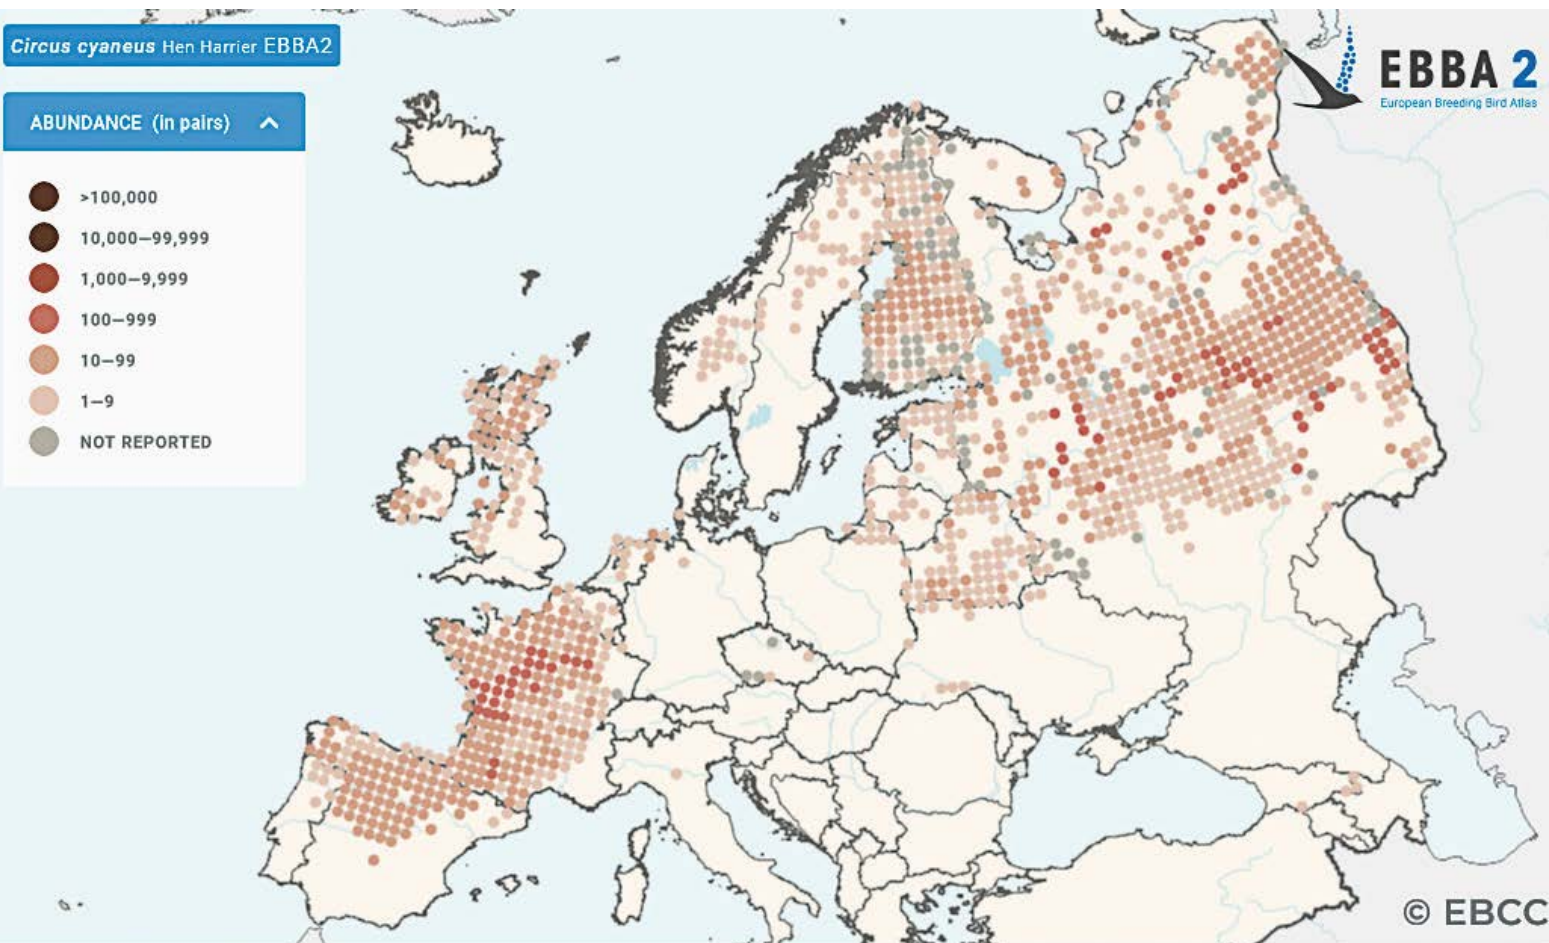 Circus cyaneus Hen Harrier EBBA2
ABUNDANCE (in pairs)
>100,000
10,000–99,999
1,000–9,999
100–999
10–99
1–9
NOT REPORTED
EBBA 2
European Breeding Bird Atlas
© EBCC